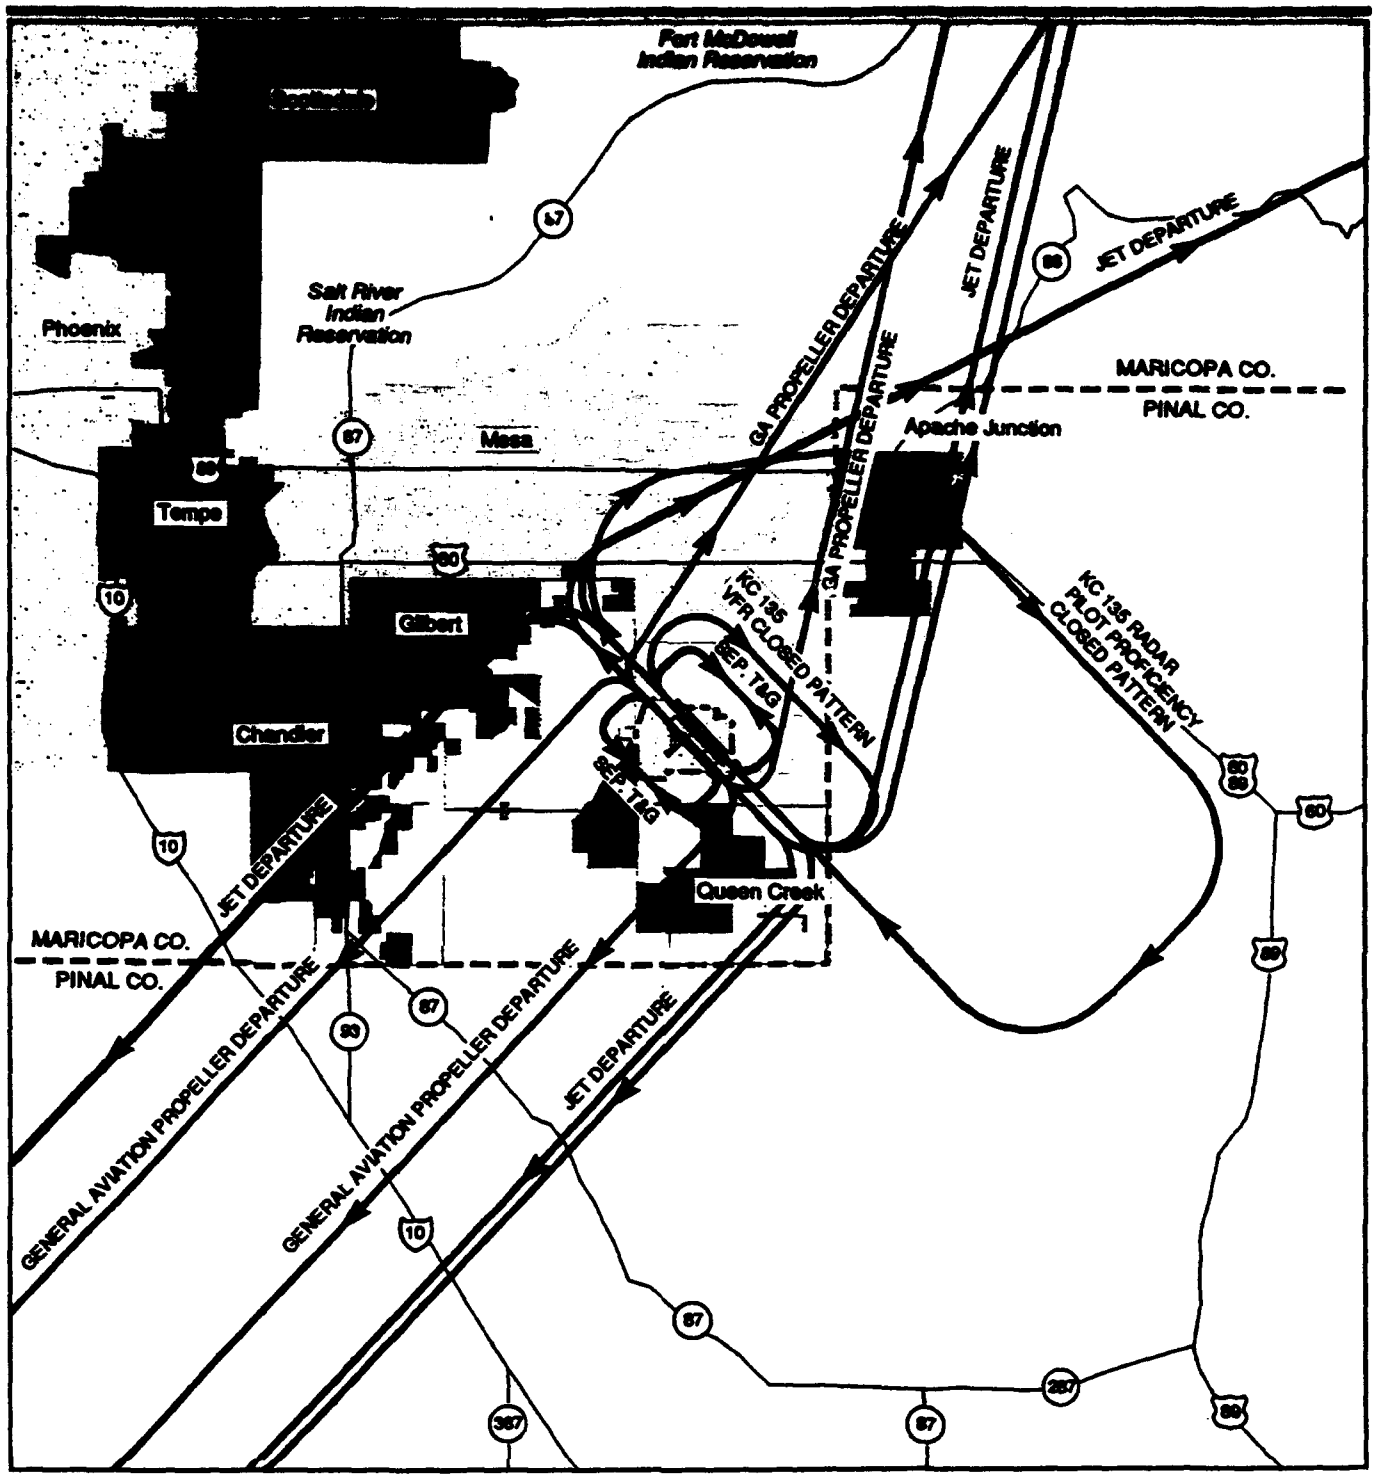 Fort McDowell
Indian Reservation
Scottsdale
87
JET DEPARTURE
JET DEPARTURE
88
GA PROPELLER DEPARTURE
Salt River
Indian
Reservation
Phoenix
MARICOPA CO.
PINAL CO.
GA PROPELLER DEPARTURE
Apache Junction
87
Mesa
Tempe
60
10
Gilbert
KC 135
VFR CLOSED PATTERN
SEP. T&G
KC 135 RADAR
PILOT PROFICIENCY
CLOSED PATTERN
Chandler
SEP. T&G
60
89
60
10
JET DEPARTURE
Queen Creek
MARICOPA CO.
PINAL CO.
89
GENERAL AVIATION PROPELLER DEPARTURE
GENERAL AVIATION PROPELLER DEPARTURE
JET DEPARTURE
87
93
10
87
287
387
87
89